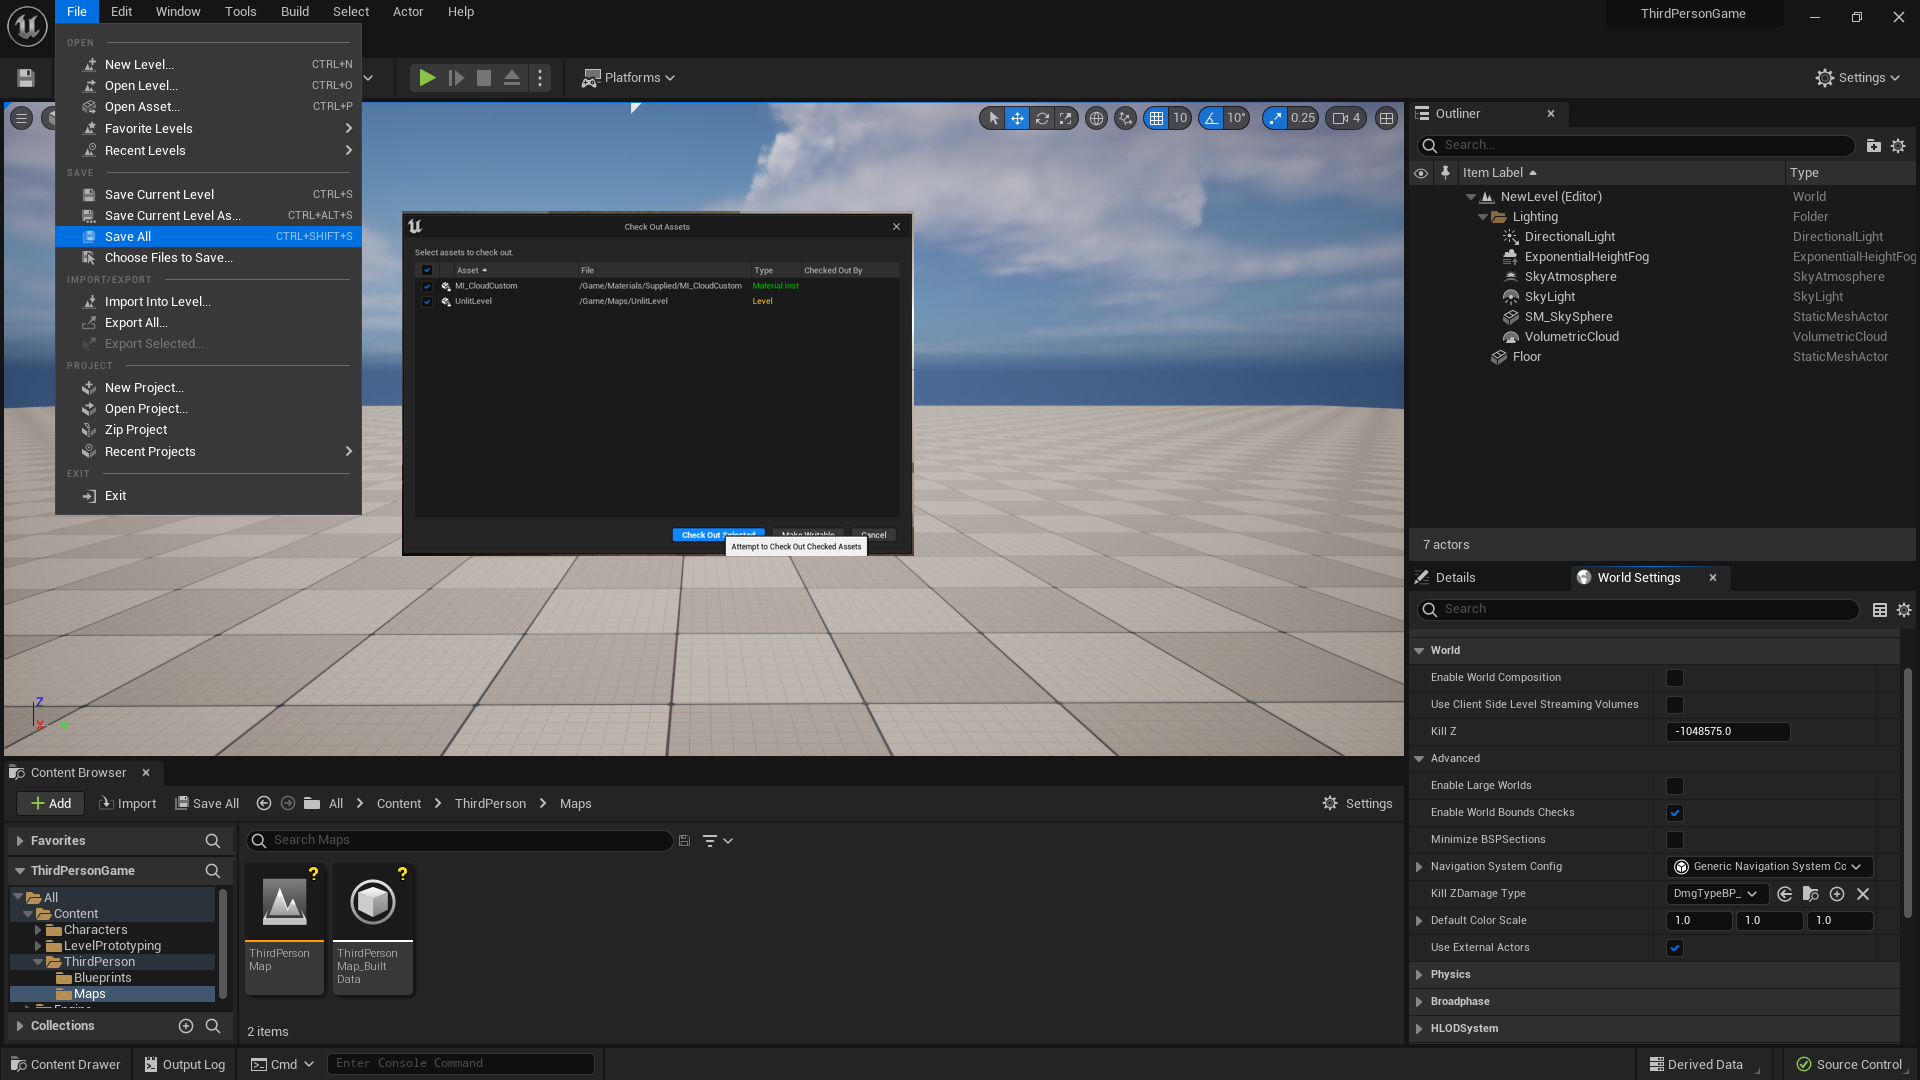 File Edit Window Tools Build Select Actor Help
ThirdPersonGame
OPEN
New Level... CTRL+N
Open Level... CTRL+O
Open Asset... CTRL+P
Favorite Levels
Recent Levels
SAVE
Save Current Level CTRL+S
Save Current Level As... CTRL+ALT+S
Save All CTRL+SHIFT+S
Choose Files to Save...
IMPORT/EXPORT
Import Into Level...
Export All...
Export Selected...
PROJECT
New Project...
Open Project...
Zip Project
Recent Projects
EXIT
Exit
Platforms
Settings
10 10° 0.25 4
Check Out Assets
Select assets to check out.
Asset File Type Checked Out By
MI_CloudCustom /Game/Materials/Supplied/MI_CloudCustom Material Inst
UnlitLevel /Game/Maps/UnlitLevel Level
Check Out Selected Make Writable Cancel
Attempt to Check Out Checked Assets
Z
X Y
Outliner
Search...
Item Label Type
NewLevel (Editor) World
Lighting Folder
DirectionalLight DirectionalLight
ExponentialHeightFog ExponentialHeightFog
SkyAtmosphere SkyAtmosphere
SkyLight SkyLight
SM_SkySphere StaticMeshActor
VolumetricCloud VolumetricCloud
Floor StaticMeshActor
7 actors
Details World Settings
Search
World
Enable World Composition
Use Client Side Level Streaming Volumes
Kill Z -1048575.0
Advanced
Enable Large Worlds
Enable World Bounds Checks
Minimize BSPSections
Navigation System Config Generic Navigation System Co
Kill ZDamage Type DmgTypeBP_
Default Color Scale 1.0 1.0 1.0
Use External Actors
Physics
Broadphase
HLODSystem
Content Browser
Add Import Save All All Content ThirdPerson Maps Settings
Favorites
ThirdPersonGame
All
Content
Characters
LevelPrototyping
ThirdPerson
Blueprints
Maps
Collections
Search Maps
? ?
ThirdPerson
Map
ThirdPerson
Map_Built
Data
2 items
Content Drawer Output Log Cmd Enter Console Command Derived Data Source Control